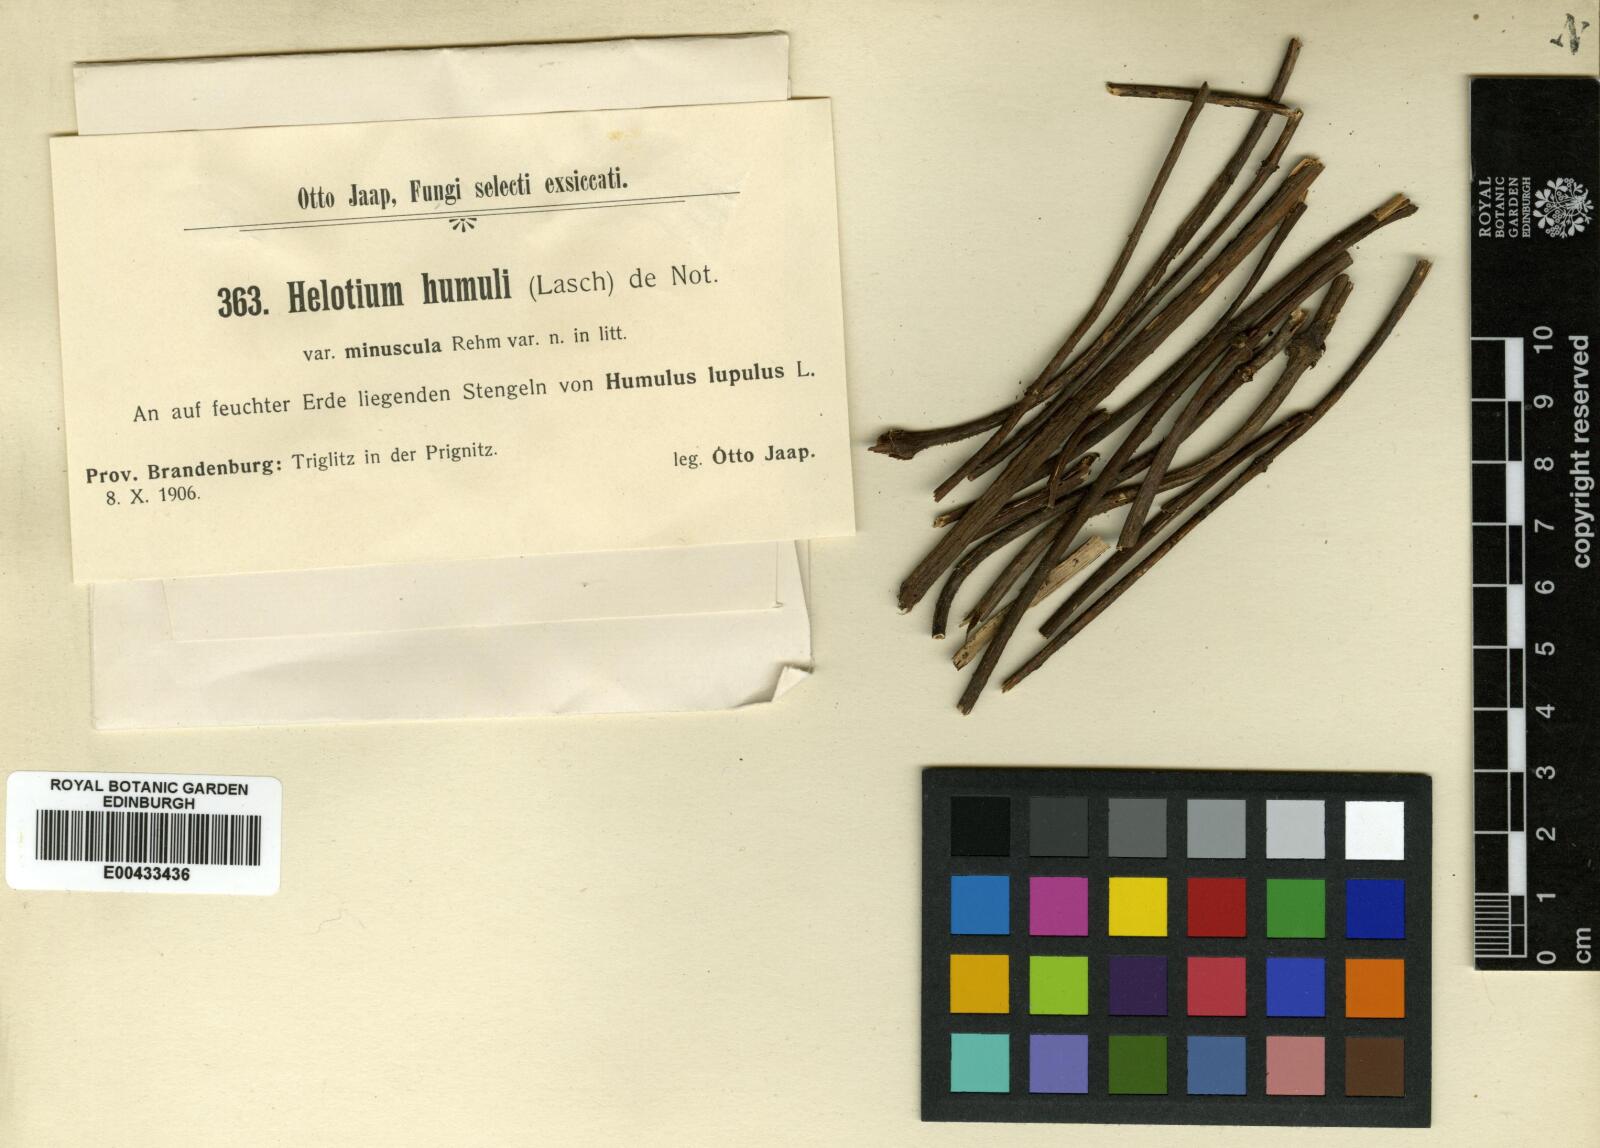 Otto Jaap, Fungi selecti exsiccati.
363. Helotium humuli (Lasch) de Not.
var. minuscula Rehm var. n. in litt.
An auf feuchter Erde liegenden Stengeln von Humulus lupulus L.
Prov. Brandenburg: Triglitz in der Prignitz.
leg. Otto Jaap.
8. X. 1906.
ROYAL BOTANIC GARDEN
EDINBURGH
E00433436
N
ROYAL
BOTANIC
GARDEN
EDINBURGH
10
9
8
7
6
5
4
3
2
1
0
cm
copyright reserved